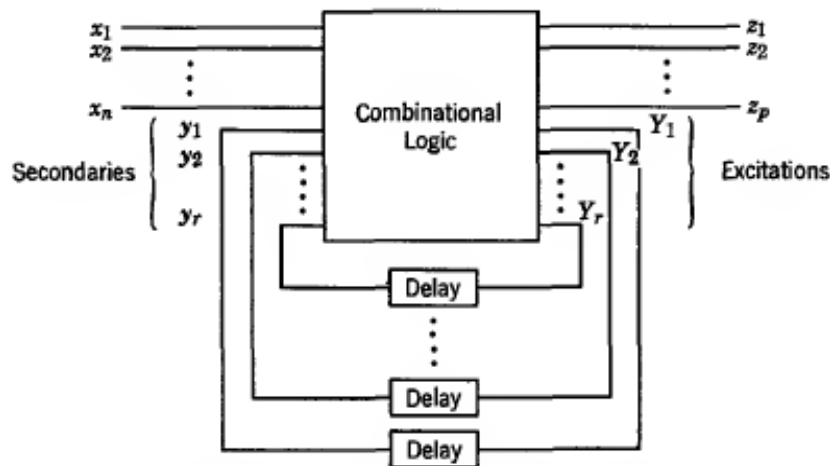 x₁ z₁
x₂ z₂
xₙ zₚ
Combinational
Logic
y₁ Y₁
Secondaries y₂ Y₂ Excitations
yᵣ Yᵣ
Delay
Delay
Delay